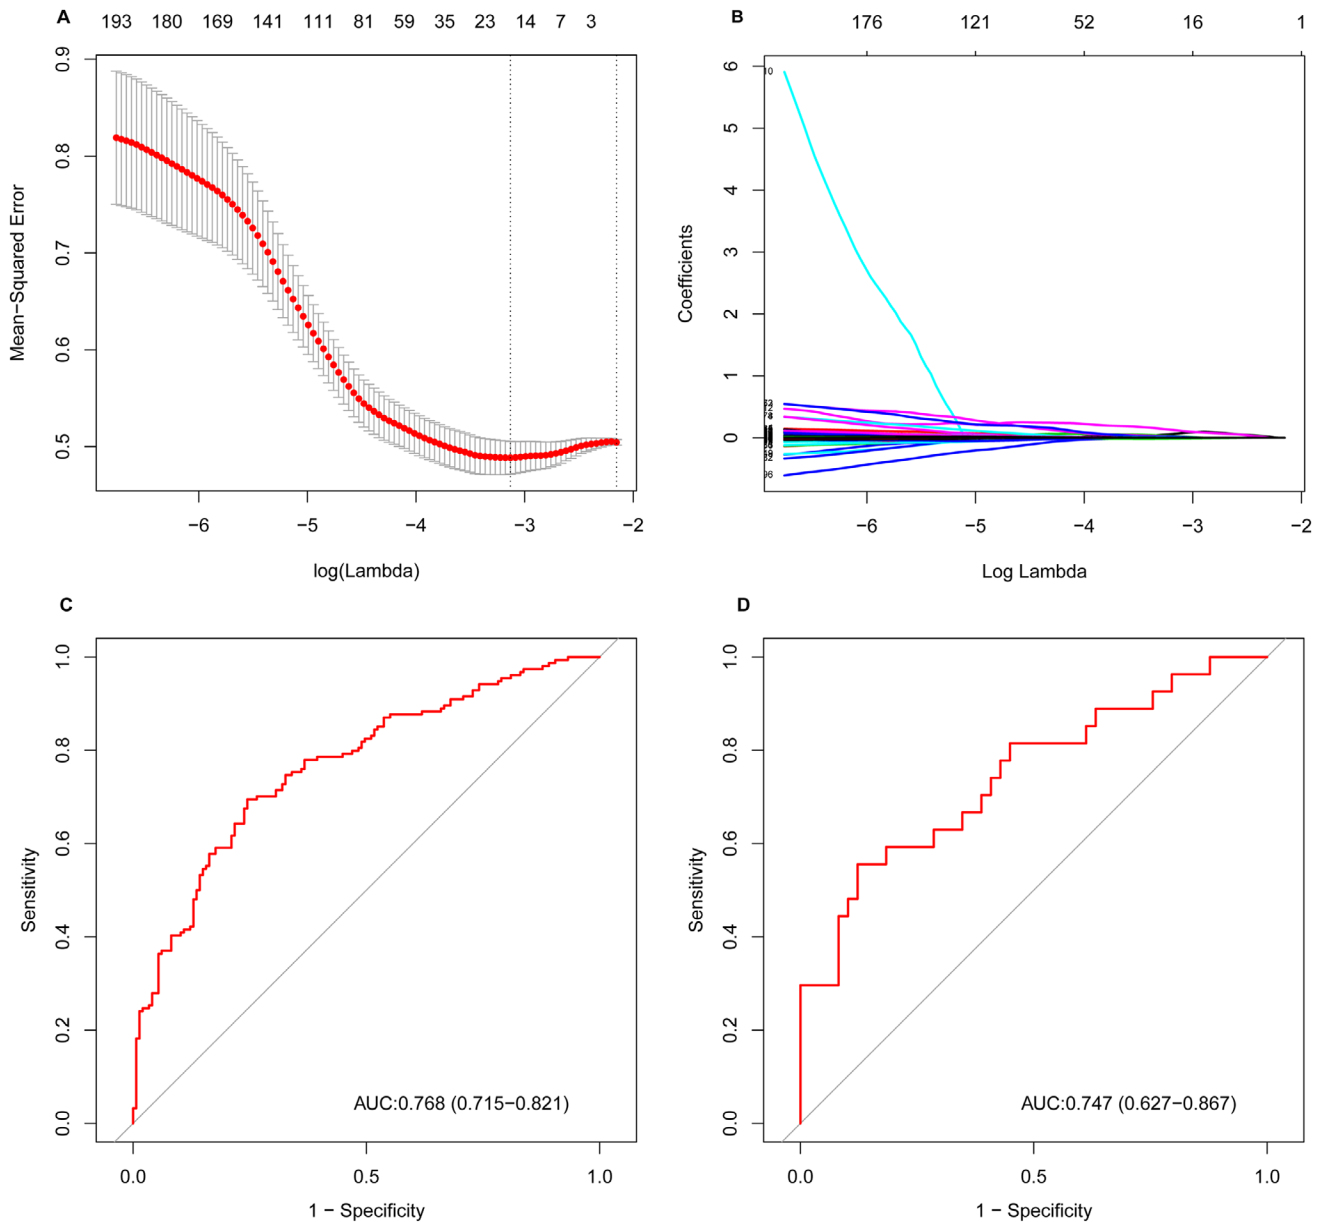 A
193 180 169 141 111 81 59 35 23 14 7 3
0.9
0.8
0.7
0.6
0.5
Mean−Squared Error
−6 −5 −4 −3 −2
log(Lambda)
B
176 121 52 16 1
6
5
4
3
2
1
0
Coefficients
−6 −5 −4 −3 −2
Log Lambda
C
1.0
0.8
0.6
0.4
0.2
0.0
Sensitivity
AUC:0.768 (0.715−0.821)
0.0 0.5 1.0
1 − Specificity
D
1.0
0.8
0.6
0.4
0.2
0.0
Sensitivity
AUC:0.747 (0.627−0.867)
0.0 0.5 1.0
1 − Specificity